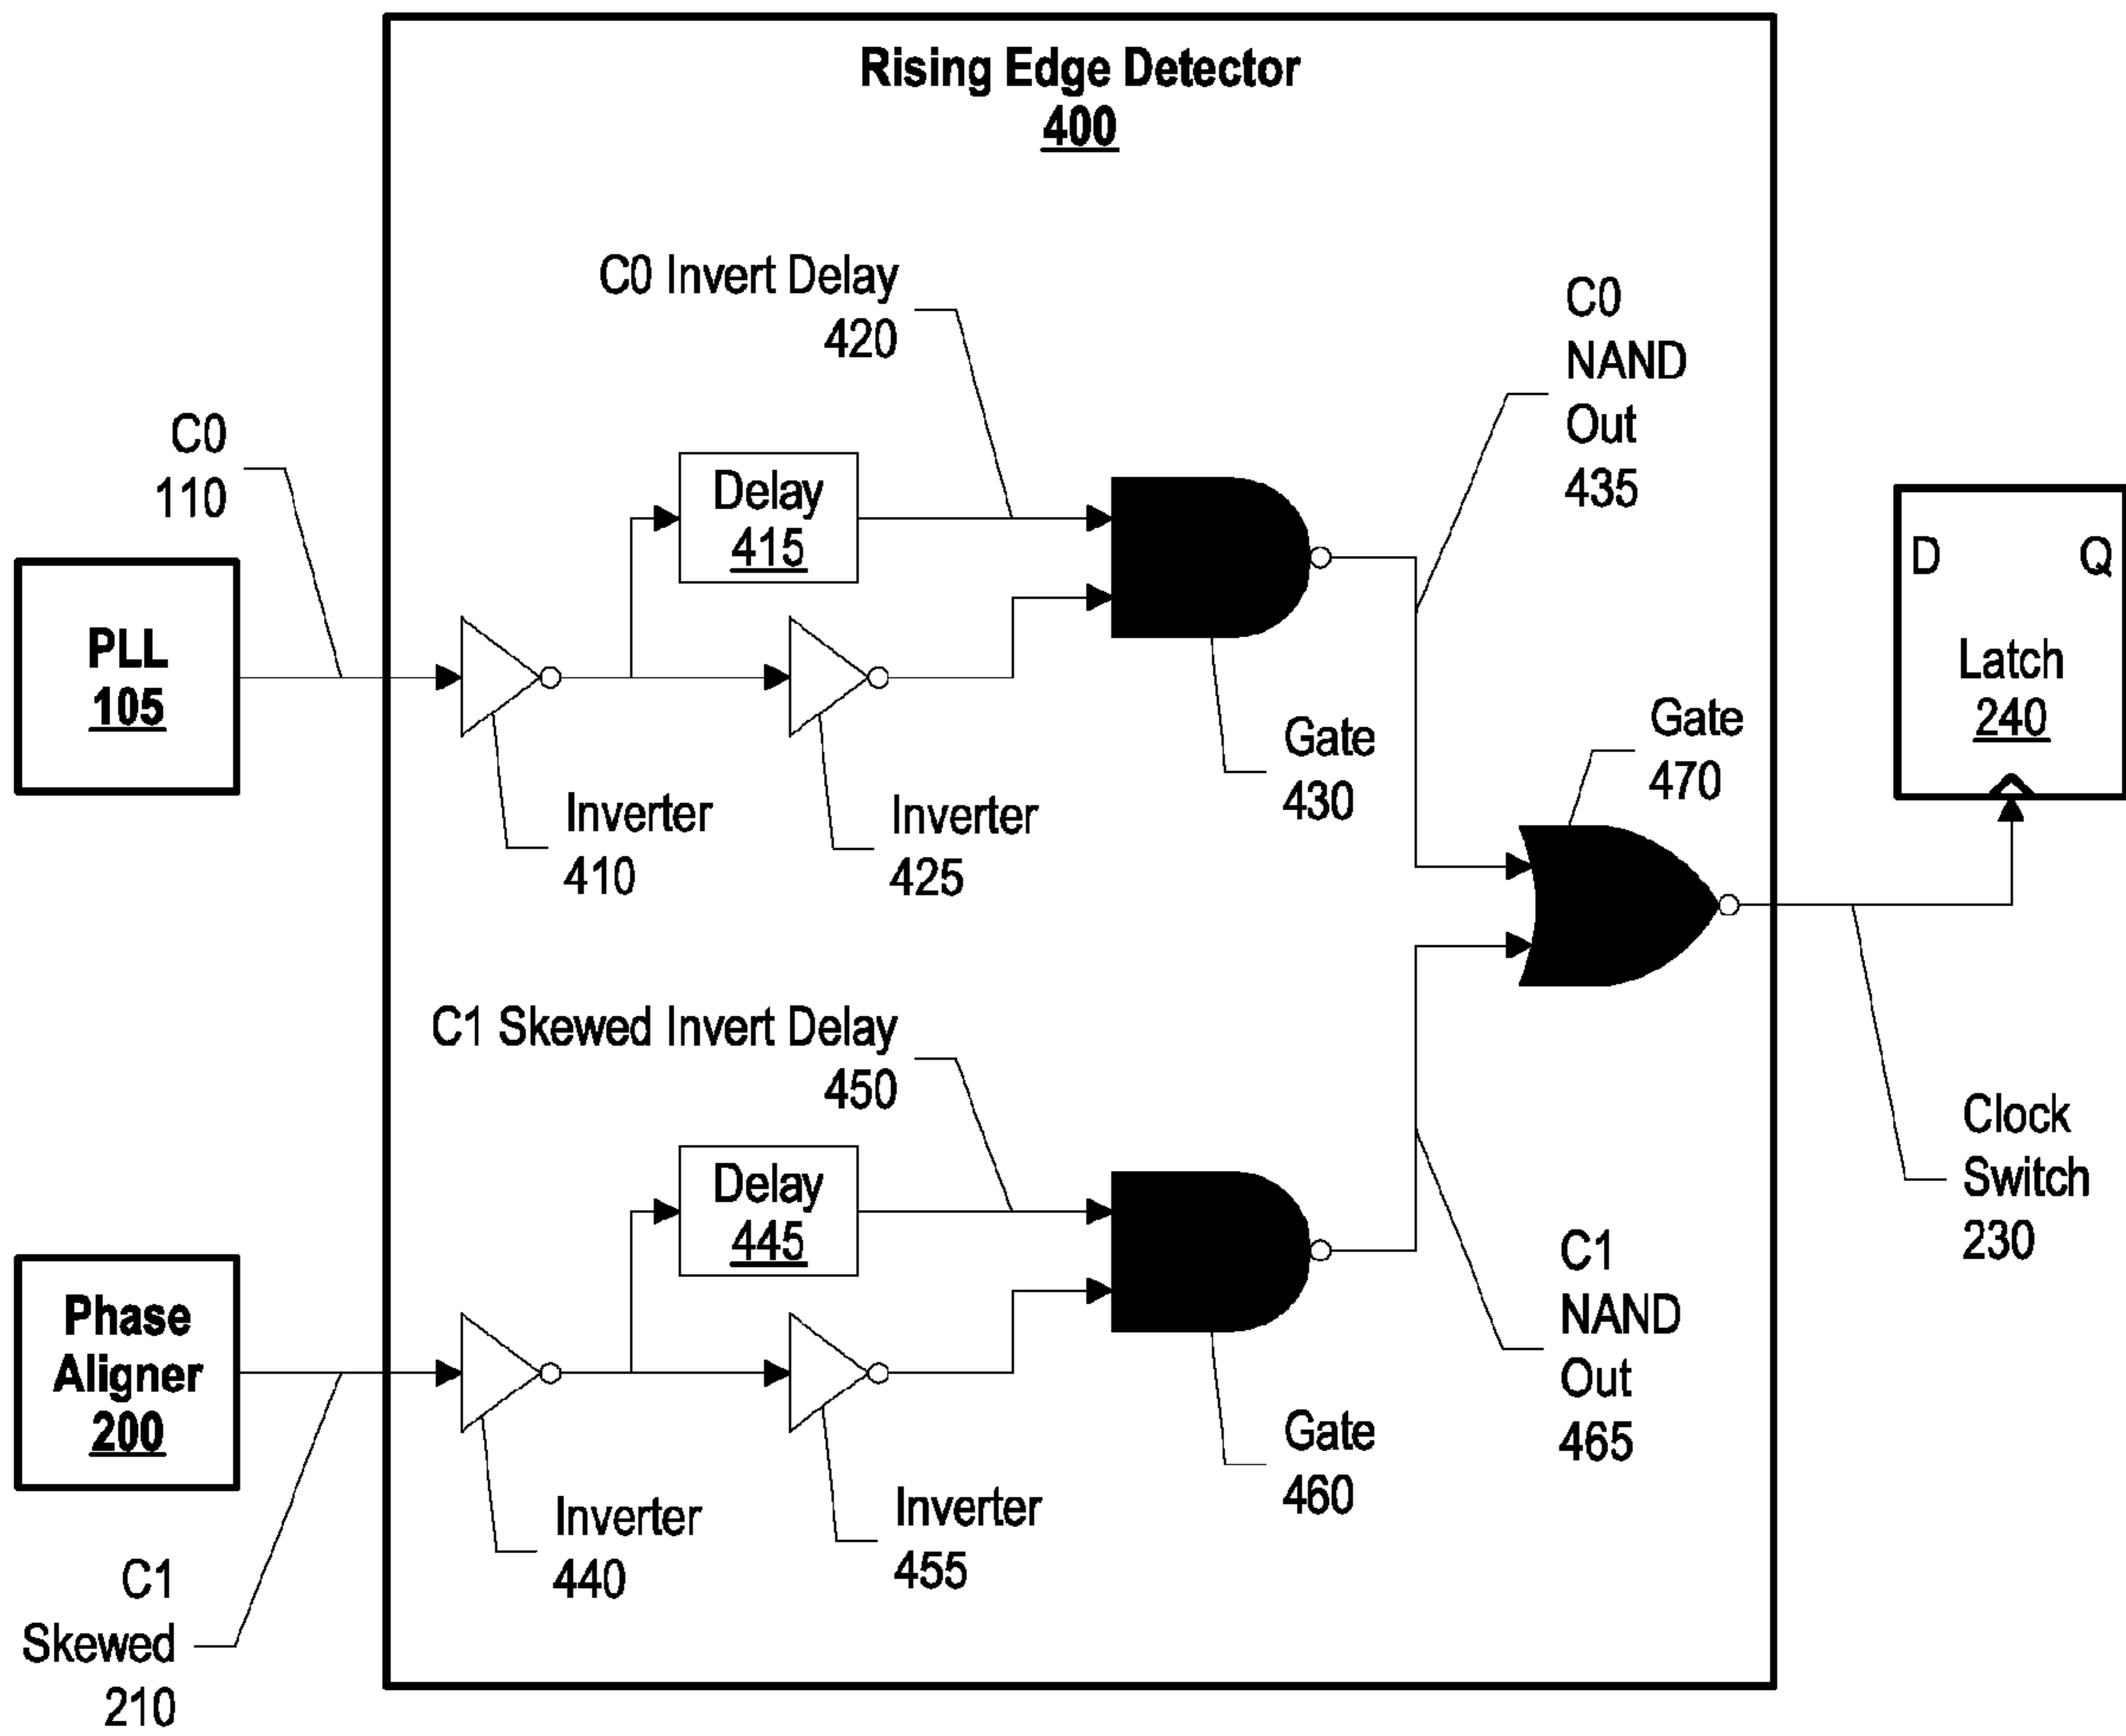 Rising Edge Detector
400
C0 Invert Delay
420
C0
NAND
Out
435
C0
110
Delay
415
PLL
105
D Q
Latch
240
Gate
430
Gate
470
Inverter
410
Inverter
425
C1 Skewed Invert Delay
450
Clock
Switch
230
Delay
445
C1
NAND
Out
465
Phase
Aligner
200
Gate
460
Inverter
440
Inverter
455
C1
Skewed
210